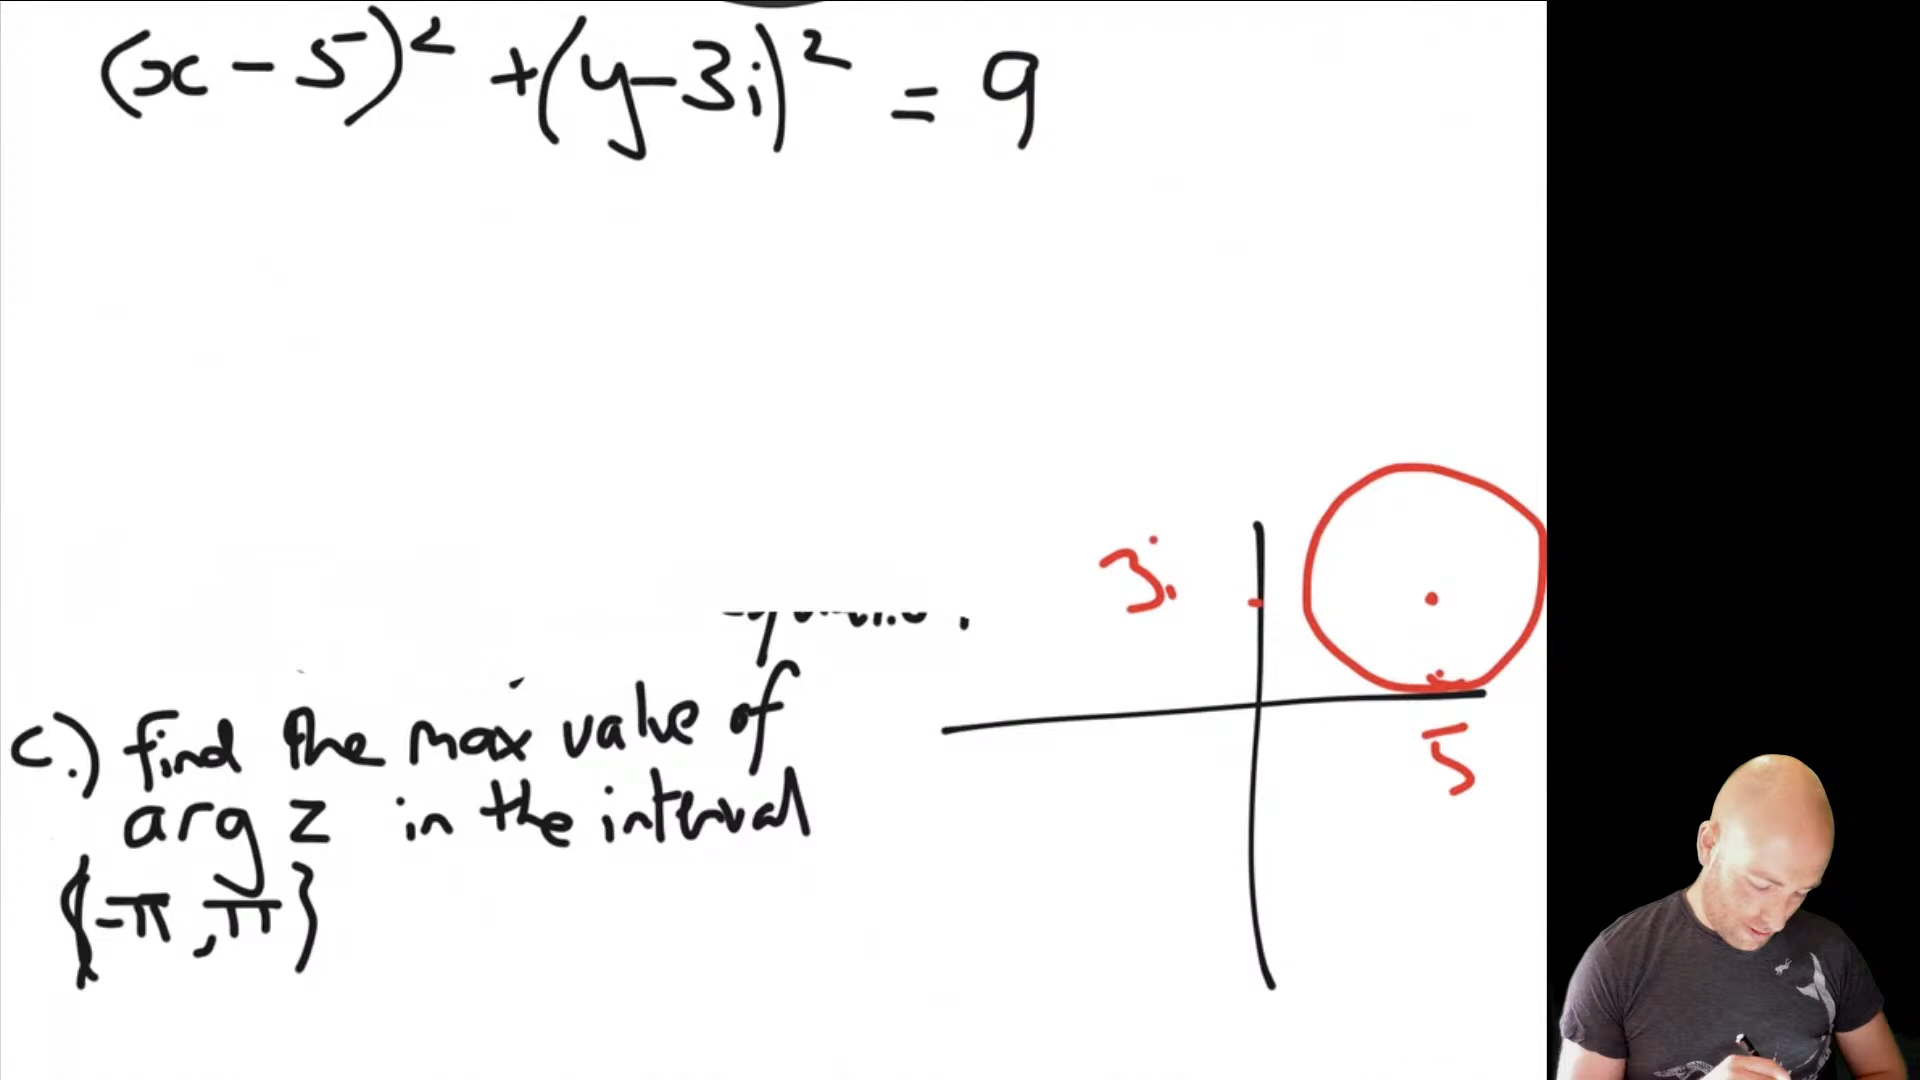 (x - 5)² + (y - 3i)² = 9
3i
5
c.) find the max value of
arg z in the interval
{-π, π}